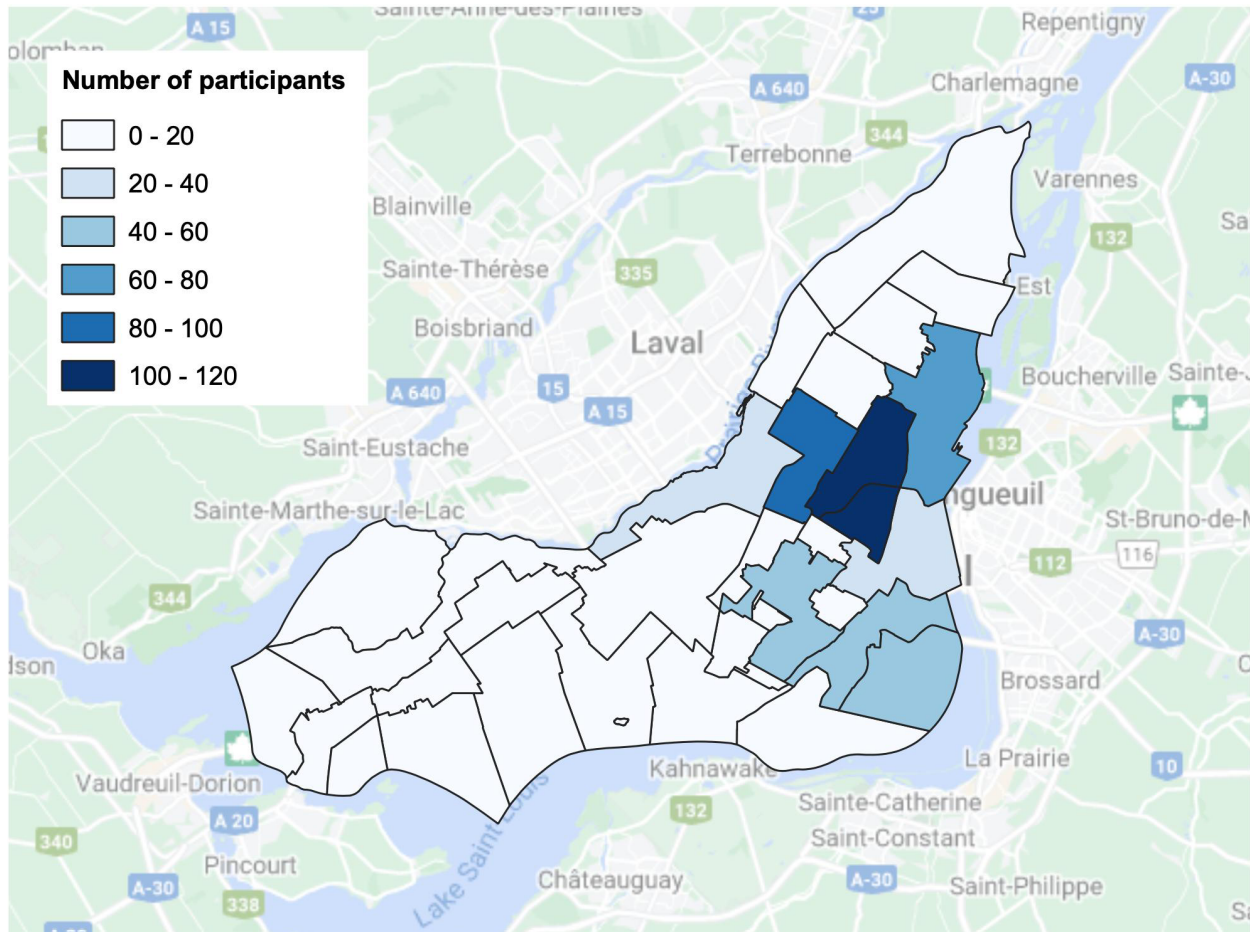 Sainte-Anne-des-Plaines
A 15
25
Repentigny
olomban
Number of participants
A 640
Charlemagne
A-30
0 - 20
344
20 - 40
Terrebonne
Varennes
Blainville
40 - 60
132
Sa
Sainte-Thérèse
335
60 - 80
Est
Boisbriand
80 - 100
Laval
100 - 120
A 640
15
Boucherville
Sainte-J
A 15
Saint-Eustache
132
Sainte-Marthe-sur-le-Lac
ngueuil
St-Bruno-de-M
116
112
l
344
A-30
Oka
dson
Brossard
C
Vaudreuil-Dorion
Kahnawake
La Prairie
10
132
Sainte-Catherine
A 20
340
Saint-Constant
Pincourt
A-30
Lake Saint Louis
Châteauguay
A-30
Saint-Philippe
338
Sa